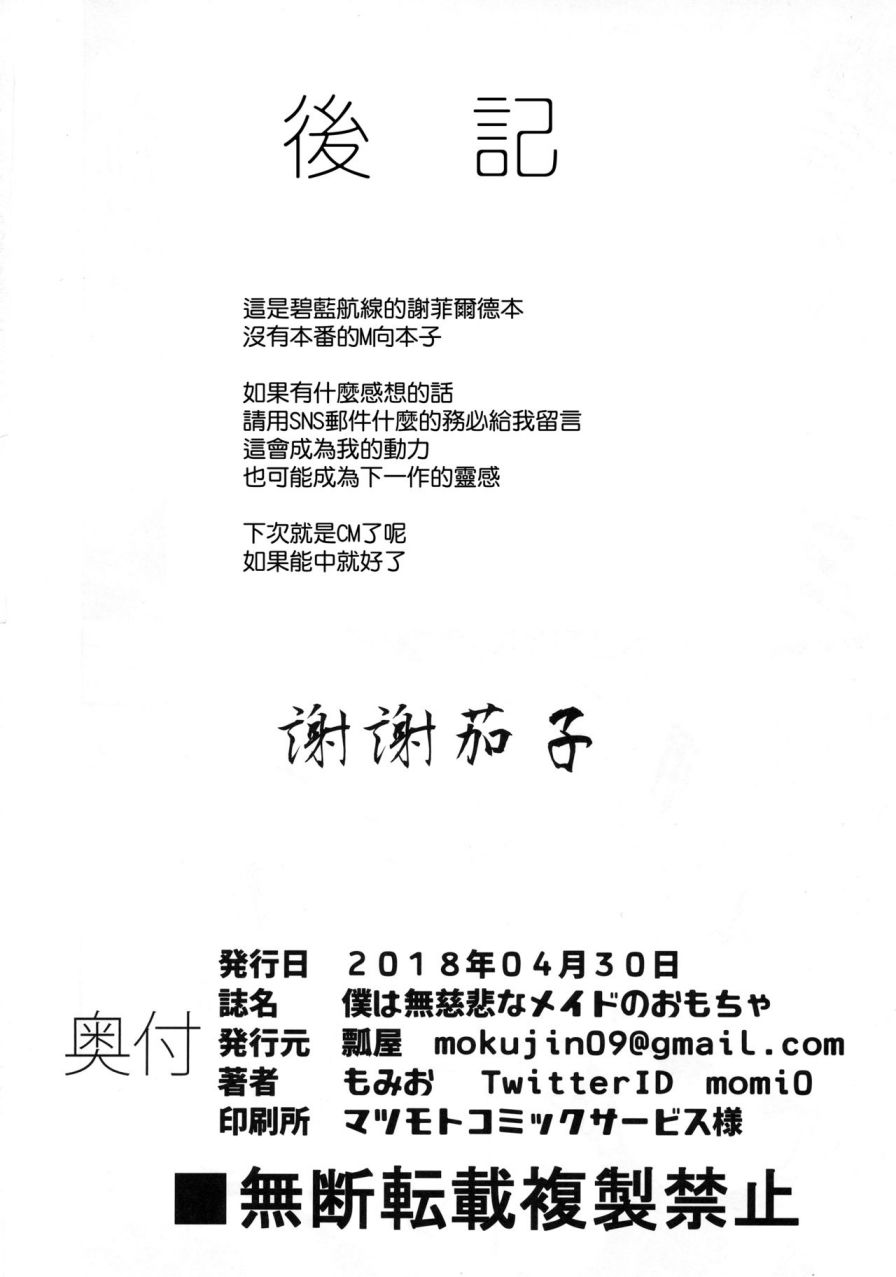 後記
這是碧藍航線的謝菲爾德本
沒有本番的M向本子
如果有什麼感想的話
請用SNS郵件什麼的務必給我留言
這會成為我的動力
也可能成為下一作的靈感
下次就是CM了呢
如果能中就好了
謝謝茄子
奥付
発行日 2018年04月30日
誌名 僕は無慈悲なメイドのおもちゃ
発行元 瓢屋 mokujin09@gmail.com
著者 もみお TwitterID momi0
印刷所 マツモトコミックサービス様
■無断転載複製禁止